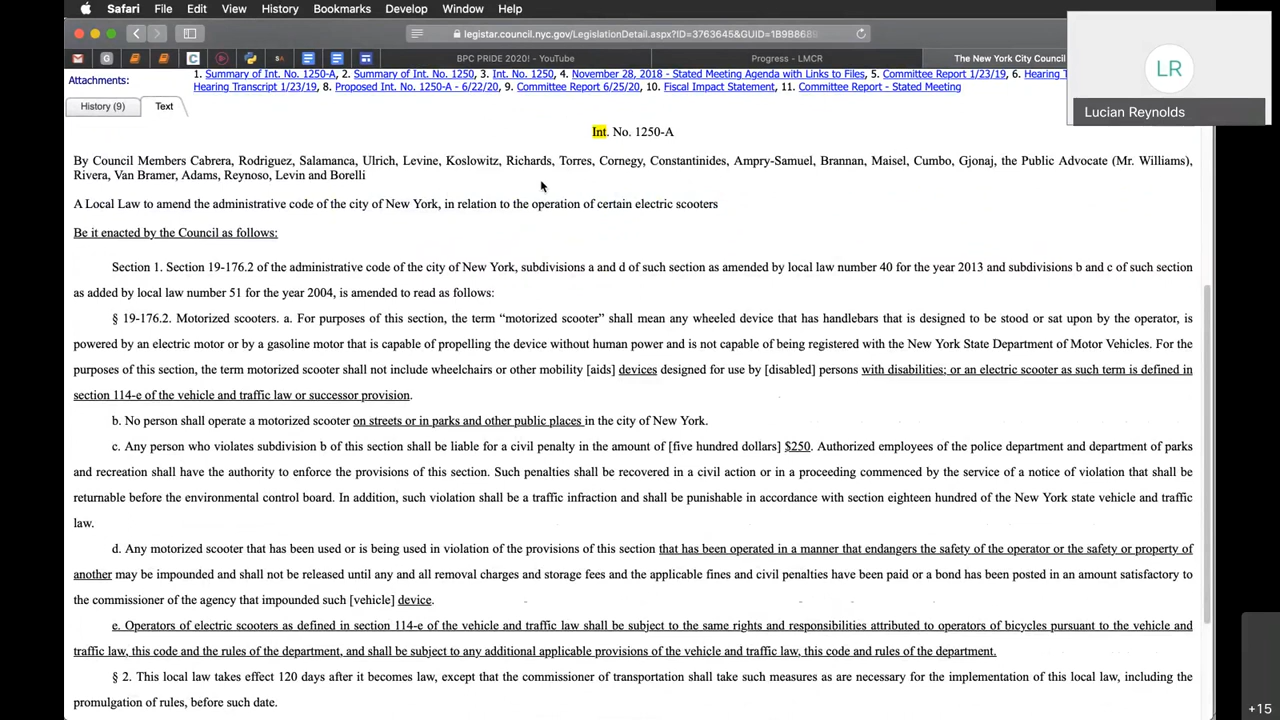 Safari File Edit View History Bookmarks Develop Window Help
legistar.council.nyc.gov/LegislationDetail.aspx?ID=3763645&GUID=1B9B8689
BPC PRIDE 2020! - YouTube Progress - LMCR The New York City Council
LR
Lucian Reynolds
Attachments: 1. Summary of Int. No. 1250-A, 2. Summary of Int. No. 1250, 3. Int. No. 1250, 4. November 28, 2018 - Stated Meeting Agenda with Links to Files, 5. Committee Report 1/23/19, 6. Hearing
Hearing Transcript 1/23/19, 8. Proposed Int. No. 1250-A - 6/22/20, 9. Committee Report 6/25/20, 10. Fiscal Impact Statement, 11. Committee Report - Stated Meeting
History (9) Text
Int. No. 1250-A
By Council Members Cabrera, Rodriguez, Salamanca, Ulrich, Levine, Koslowitz, Richards, Torres, Cornegy, Constantinides, Ampry-Samuel, Brannan, Maisel, Cumbo, Gjonaj, the Public Advocate (Mr. Williams),
Rivera, Van Bramer, Adams, Reynoso, Levin and Borelli
A Local Law to amend the administrative code of the city of New York, in relation to the operation of certain electric scooters
Be it enacted by the Council as follows:
Section 1. Section 19-176.2 of the administrative code of the city of New York, subdivisions a and d of such section as amended by local law number 40 for the year 2013 and subdivisions b and c of such section
as added by local law number 51 for the year 2004, is amended to read as follows:
§ 19-176.2. Motorized scooters. a. For purposes of this section, the term “motorized scooter” shall mean any wheeled device that has handlebars that is designed to be stood or sat upon by the operator, is
powered by an electric motor or by a gasoline motor that is capable of propelling the device without human power and is not capable of being registered with the New York State Department of Motor Vehicles. For the
purposes of this section, the term motorized scooter shall not include wheelchairs or other mobility [aids] devices designed for use by [disabled] persons with disabilities; or an electric scooter as such term is defined in
section 114-e of the vehicle and traffic law or successor provision.
b. No person shall operate a motorized scooter on streets or in parks and other public places in the city of New York.
c. Any person who violates subdivision b of this section shall be liable for a civil penalty in the amount of [five hundred dollars] $250. Authorized employees of the police department and department of parks
and recreation shall have the authority to enforce the provisions of this section. Such penalties shall be recovered in a civil action or in a proceeding commenced by the service of a notice of violation that shall be
returnable before the environmental control board. In addition, such violation shall be a traffic infraction and shall be punishable in accordance with section eighteen hundred of the New York state vehicle and traffic
law.
d. Any motorized scooter that has been used or is being used in violation of the provisions of this section that has been operated in a manner that endangers the safety of the operator or the safety or property of
another may be impounded and shall not be released until any and all removal charges and storage fees and the applicable fines and civil penalties have been paid or a bond has been posted in an amount satisfactory to
the commissioner of the agency that impounded such [vehicle] device.
e. Operators of electric scooters as defined in section 114-e of the vehicle and traffic law shall be subject to the same rights and responsibilities attributed to operators of bicycles pursuant to the vehicle and
traffic law, this code and the rules of the department, and shall be subject to any additional applicable provisions of the vehicle and traffic law, this code and rules of the department.
§ 2. This local law takes effect 120 days after it becomes law, except that the commissioner of transportation shall take such measures as are necessary for the implementation of this local law, including the
promulgation of rules, before such date.
+15